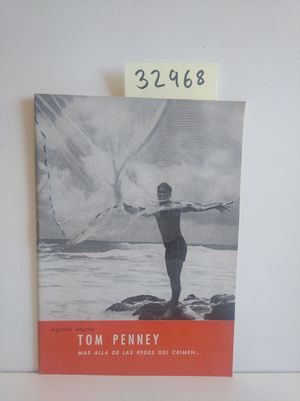 32968
Agustín Martín
TOM PENNEY
MAS ALLA DE LAS REDES DEL CRIMEN...